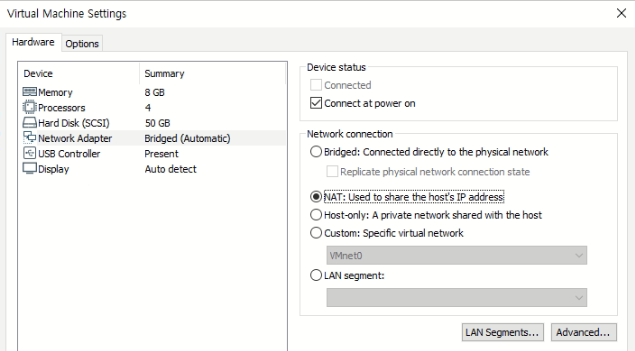 Virtual Machine Settings
Hardware Options
Device Summary
Memory 8 GB
Processors 4
Hard Disk (SCSI) 50 GB
Network Adapter Bridged (Automatic)
USB Controller Present
Display Auto detect
Device status
Connected
Connect at power on
Network connection
Bridged: Connected directly to the physical network
Replicate physical network connection state
NAT: Used to share the host's IP address
Host-only: A private network shared with the host
Custom: Specific virtual network
VMnet0
LAN segment:
LAN Segments... Advanced...